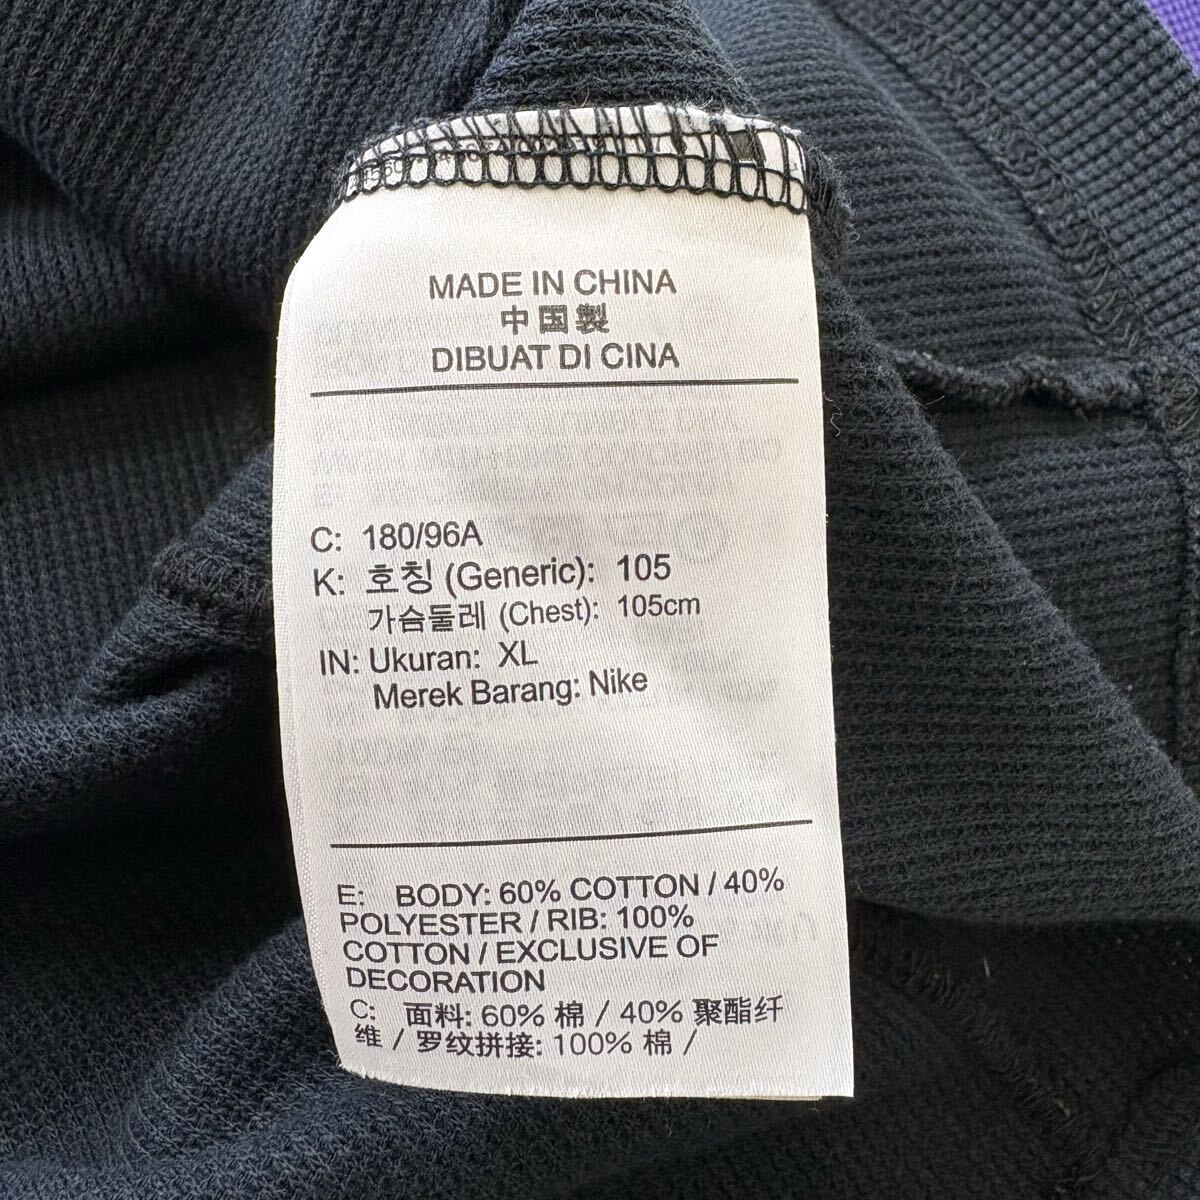 MADE IN CHINA
中国製
DIBUAT DI CINA
C: 180/96A
K: 호칭 (Generic): 105
가슴둘레 (Chest): 105cm
IN: Ukuran: XL
Merek Barang: Nike
E: BODY: 60% COTTON / 40%
POLYESTER / RIB: 100%
COTTON / EXCLUSIVE OF
DECORATION
C: 面料: 60% 棉 / 40% 聚酯纤
维 / 罗纹拼接: 100% 棉 /